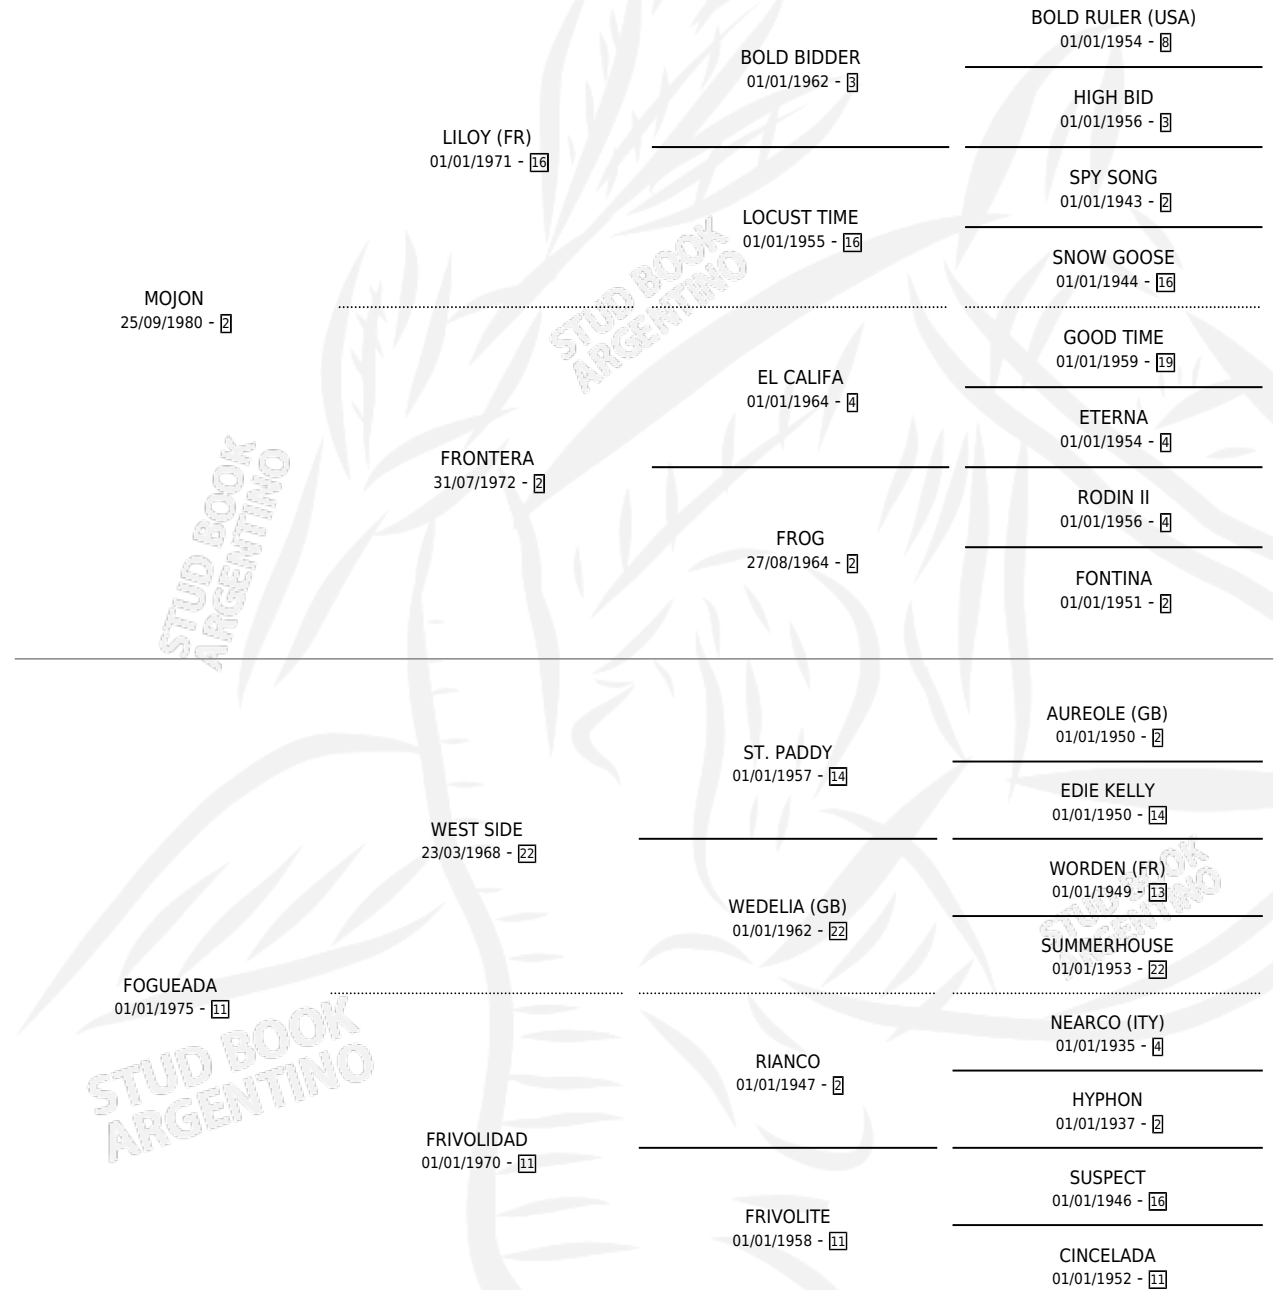 BOLD RULER (USA)
01/01/1954 - 8
BOLD BIDDER
01/01/1962 - 3
HIGH BID
01/01/1956 - 3
LILOY (FR)
01/01/1971 - 16
SPY SONG
01/01/1943 - 2
LOCUST TIME
01/01/1955 - 16
SNOW GOOSE
01/01/1944 - 16
STUD BOOK
ARGENTINO
MOJON
25/09/1980 - 2
GOOD TIME
01/01/1959 - 19
EL CALIFA
01/01/1964 - 4
ETERNA
01/01/1954 - 4
FRONTERA
31/07/1972 - 2
RODIN II
01/01/1956 - 4
FROG
27/08/1964 - 2
FONTINA
01/01/1951 - 2
STUD BOOK
ARGENTINO
AUREOLE (GB)
01/01/1950 - 2
ST. PADDY
01/01/1957 - 14
EDIE KELLY
01/01/1950 - 14
WEST SIDE
23/03/1968 - 22
WORDEN (FR)
01/01/1949 - 13
WEDELIA (GB)
01/01/1962 - 22
STUD BOOK
ARGENTINO
SUMMERHOUSE
01/01/1953 - 22
FOGUEADA
01/01/1975 - 11
NEARCO (ITY)
01/01/1935 - 4
RIANCO
01/01/1947 - 2
HYPHON
01/01/1937 - 2
STUD BOOK
ARGENTINO
FRIVOLIDAD
01/01/1970 - 11
SUSPECT
01/01/1946 - 16
FRIVOLITE
01/01/1958 - 11
CINCELADA
01/01/1952 - 11